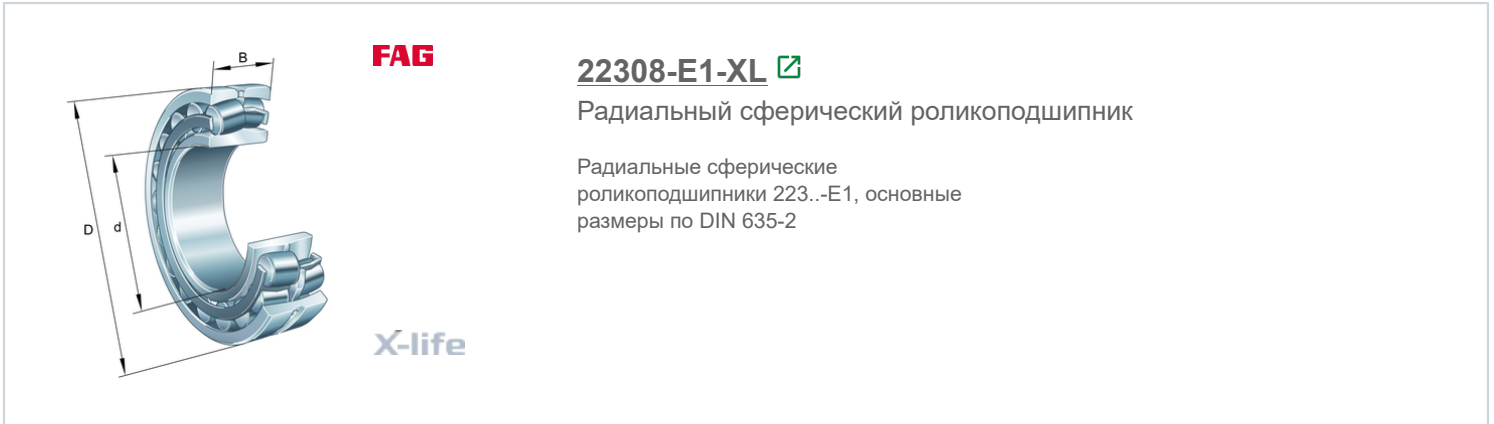 B
FAG
22308-E1-XL
Радиальный сферический роликоподшипник
Радиальные сферические
роликоподшипники 223..-E1, основные
размеры по DIN 635-2
D
d
X-life